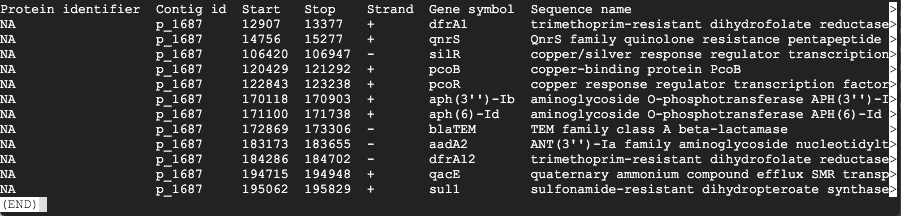 Protein identifier  Contig id  Start   Stop    Strand  Gene symbol  Sequence name                                 >
NA                  p_1687     12907   13377   +       dfrA1        trimethoprim-resistant dihydrofolate reductase>
NA                  p_1687     14756   15277   +       qnrS         QnrS family quinolone resistance pentapeptide >
NA                  p_1687     106420  106947  -       silR         copper/silver response regulator transcription>
NA                  p_1687     120429  121292  +       pcoB         copper-binding protein PcoB                   >
NA                  p_1687     122843  123238  +       pcoR         copper response regulator transcription factor>
NA                  p_1687     170118  170903  +       aph(3'')-Ib  aminoglycoside O-phosphotransferase APH(3'')-I>
NA                  p_1687     171100  171738  +       aph(6)-Id    aminoglycoside O-phosphotransferase APH(6)-Id >
NA                  p_1687     172869  173306  -       blaTEM       TEM family class A beta-lactamase             >
NA                  p_1687     183173  183655  -       aadA2        ANT(3'')-Ia family aminoglycoside nucleotidylt>
NA                  p_1687     184286  184702  -       dfrA12       trimethoprim-resistant dihydrofolate reductase>
NA                  p_1687     194715  194948  +       qacE         quaternary ammonium compound efflux SMR transp>
NA                  p_1687     195062  195829  +       sul1         sulfonamide-resistant dihydropteroate synthase>
(END)